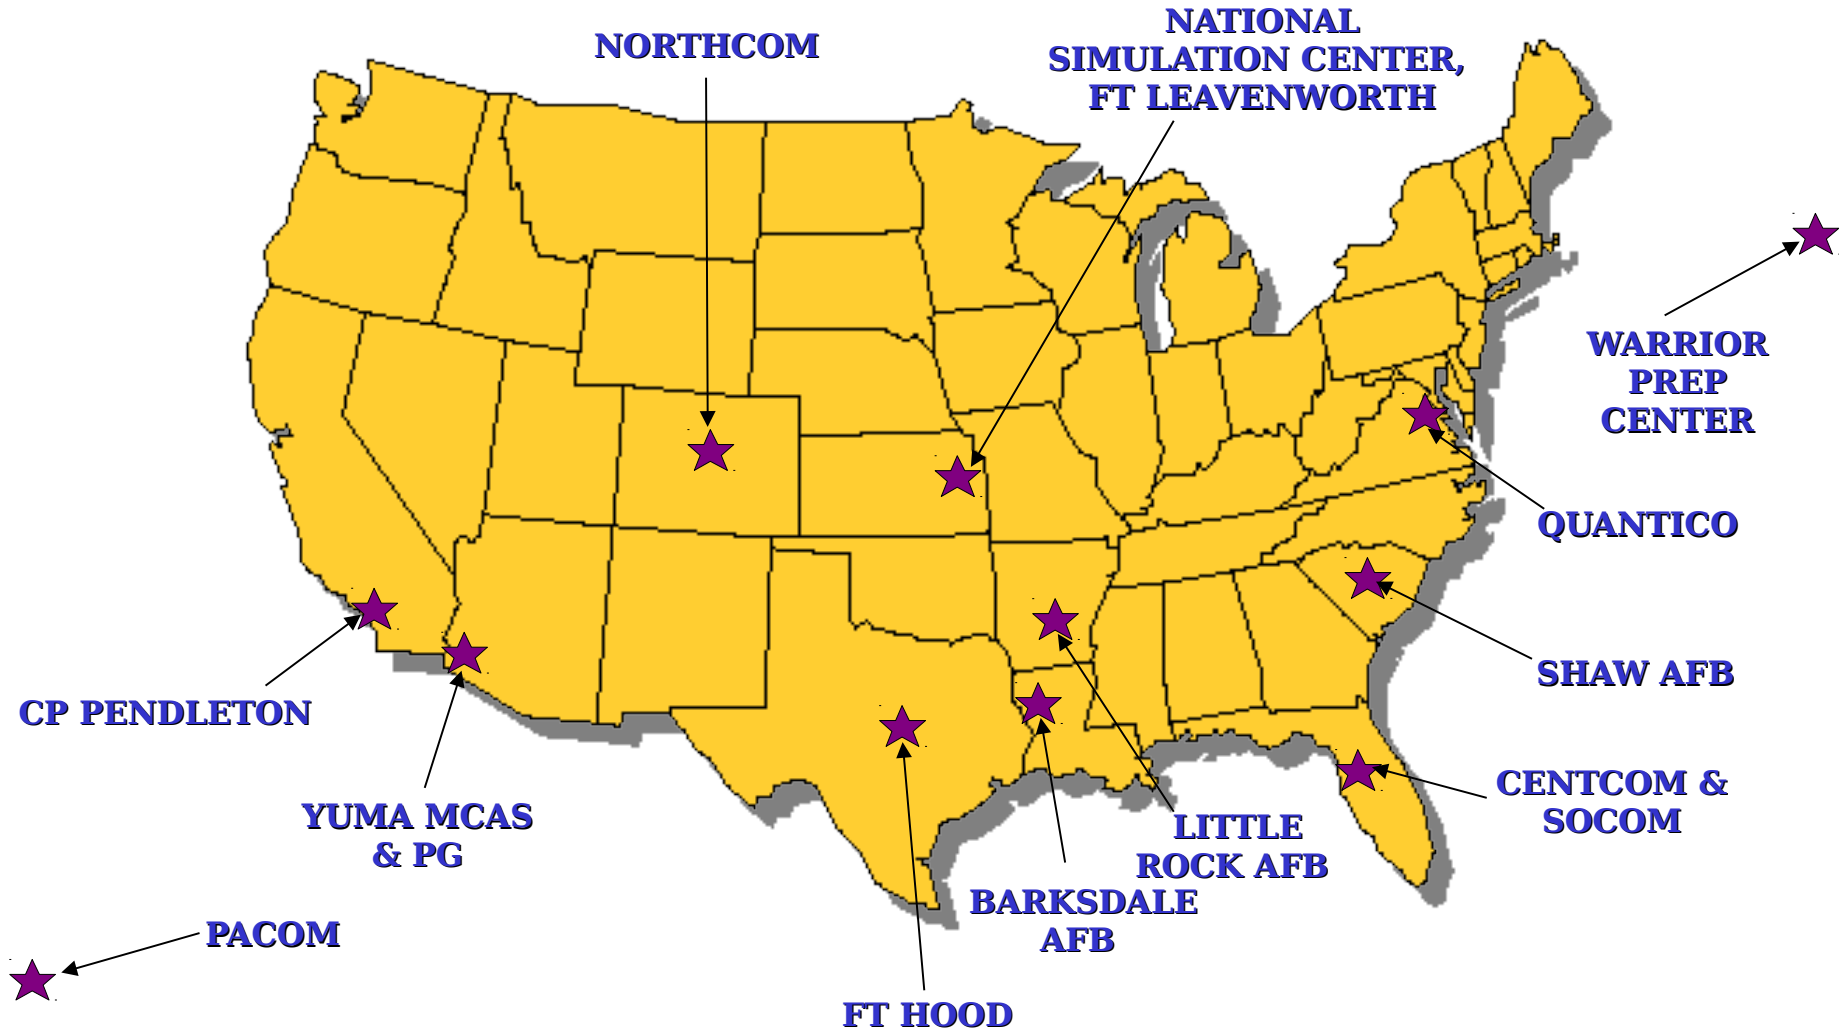 NATIONAL
SIMULATION CENTER,
FT LEAVENWORTH
NORTHCOM
WARRIOR
PREP
CENTER
QUANTICO
SHAW AFB
CP PENDLETON
CENTCOM &
SOCOM
YUMA MCAS
& PG
LITTLE
ROCK AFB
BARKSDALE
AFB
PACOM
FT HOOD